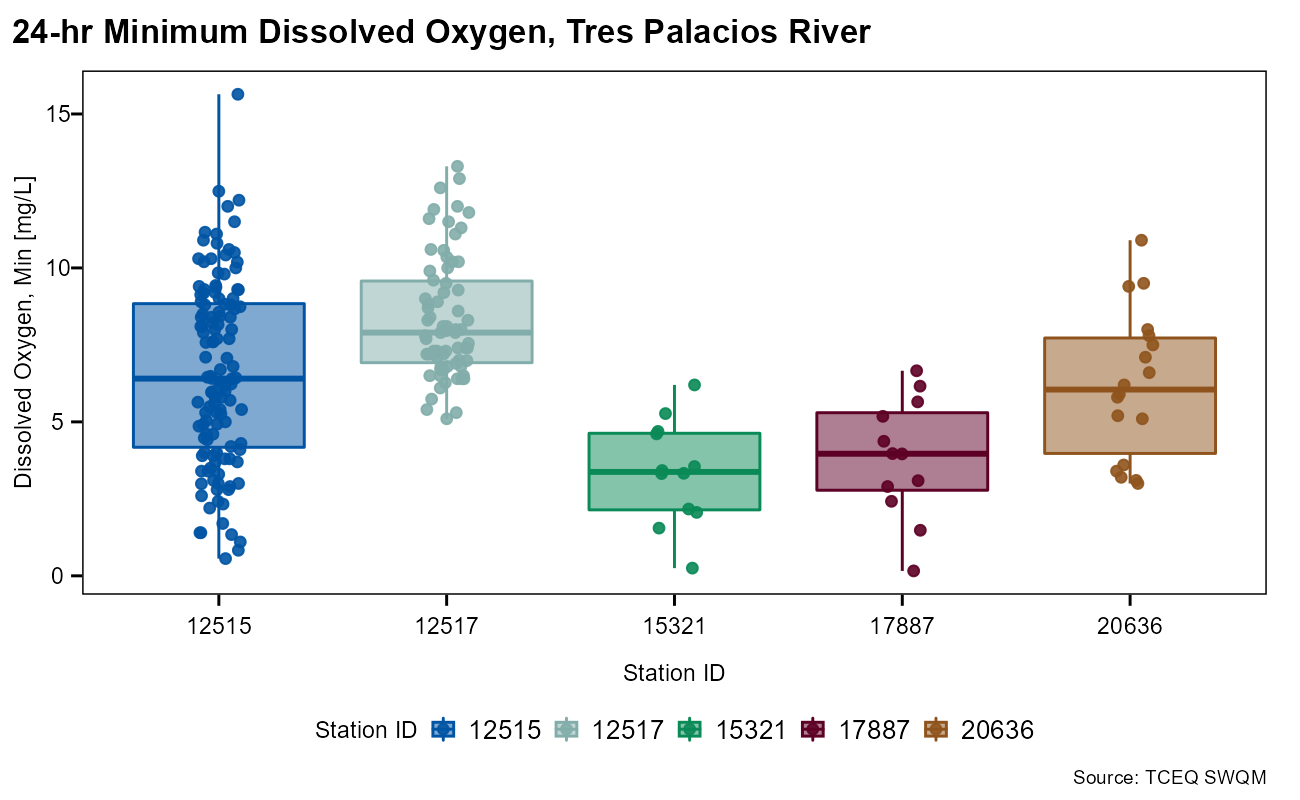 24-hr Minimum Dissolved Oxygen, Tres Palacios River
Dissolved Oxygen, Min [mg/L]
15
10
5
0
12515 12517 15321 17887 20636
Station ID
Station ID 12515 12517 15321 17887 20636
Source: TCEQ SWQM